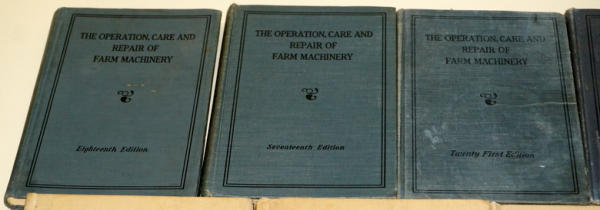 THE OPERATION, CARE AND
REPAIR OF
FARM MACHINERY
Eighteenth Edition
THE OPERATION, CARE AND
REPAIR OF
FARM MACHINERY
Seventeenth Edition
THE OPERATION, CARE AND
REPAIR OF
FARM MACHINERY
Twenty First Edition